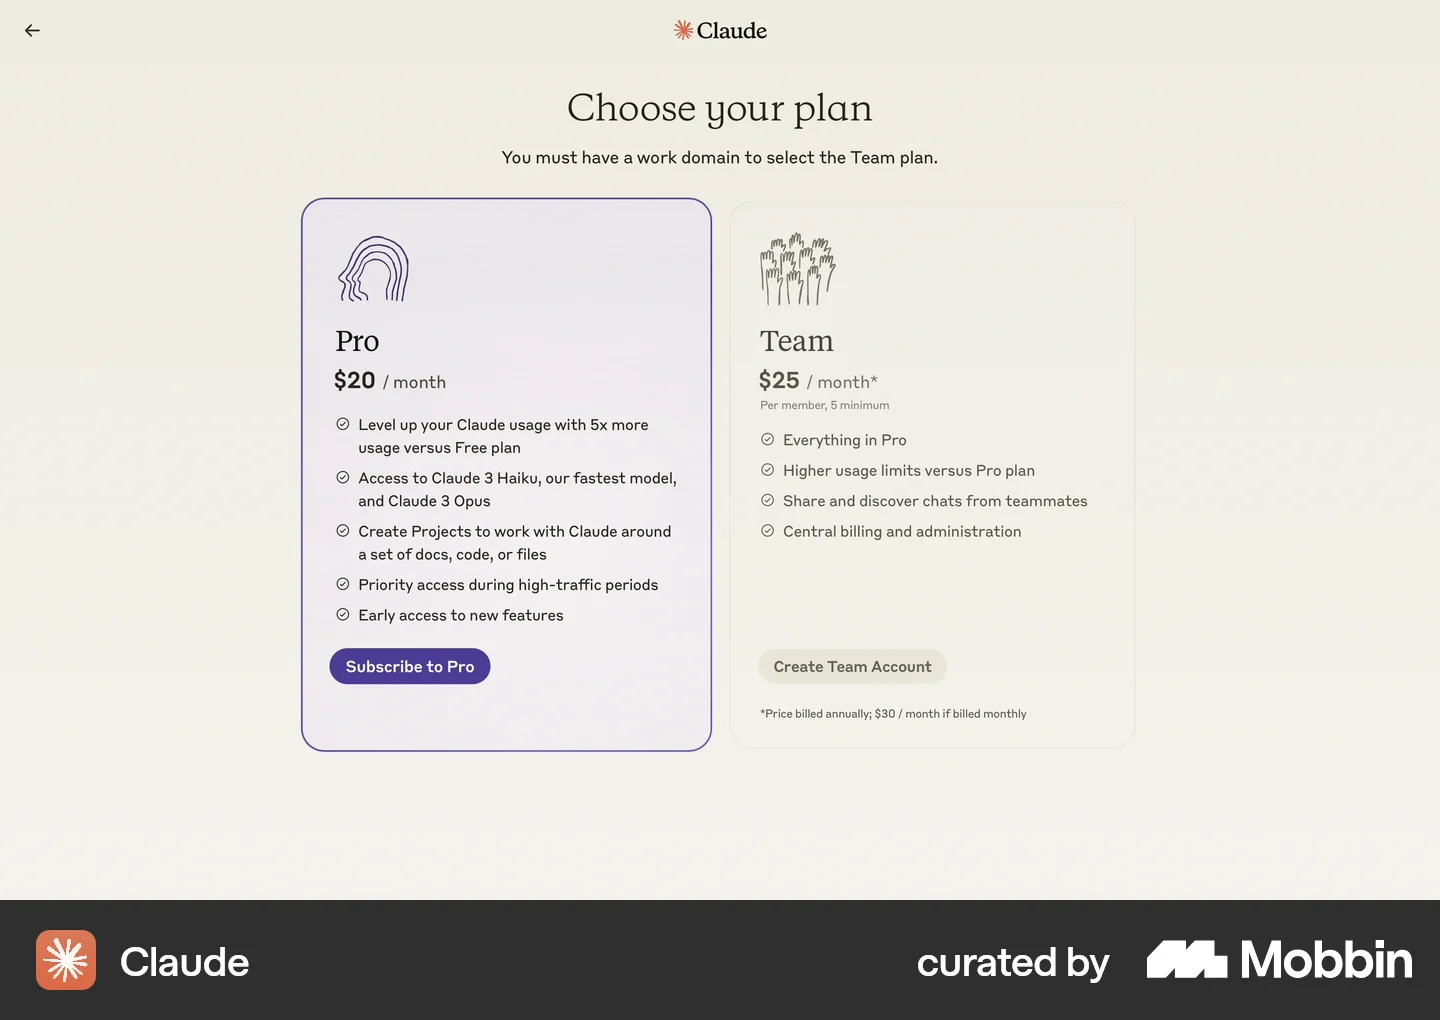 Claude
Choose your plan
You must have a work domain to select the Team plan.
Pro
$20 / month
Level up your Claude usage with 5x more
usage versus Free plan
Access to Claude 3 Haiku, our fastest model,
and Claude 3 Opus
Create Projects to work with Claude around
a set of docs, code, or files
Priority access during high-traffic periods
Early access to new features
Subscribe to Pro
Team
$25 / month*
Per member, 5 minimum
Everything in Pro
Higher usage limits versus Pro plan
Share and discover chats from teammates
Central billing and administration
Create Team Account
*Price billed annually; $30 / month if billed monthly
Claude
curated by Mobbin